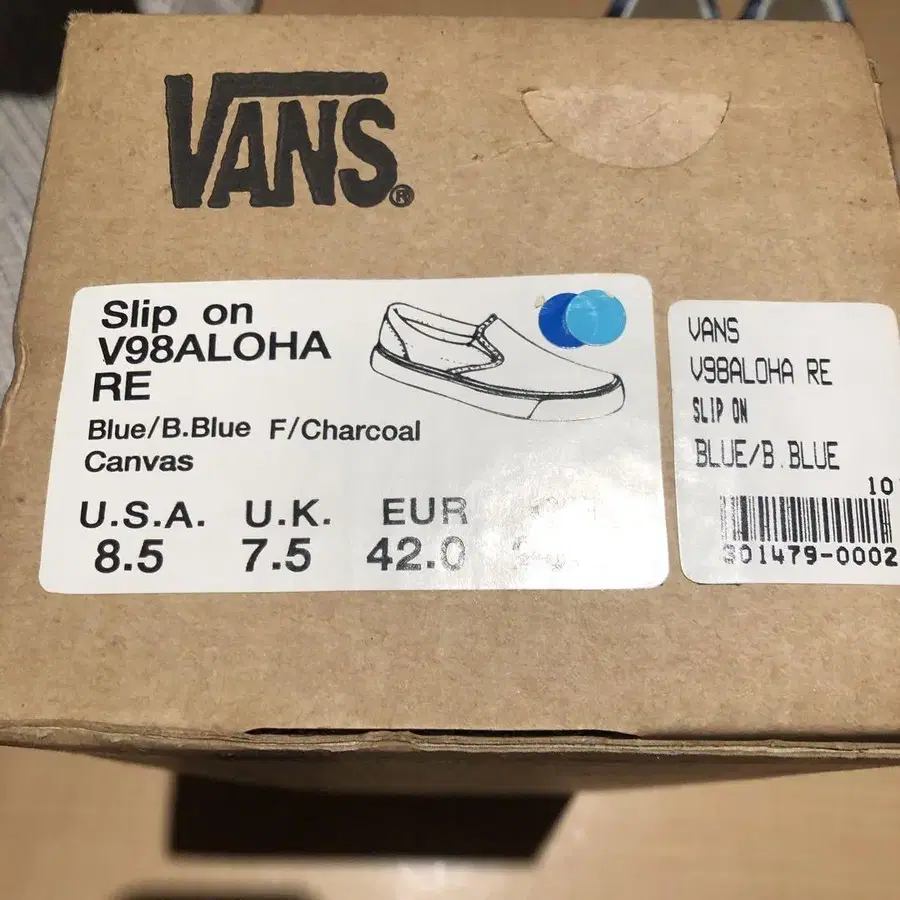 VANS®
Slip on
V98ALOHA
RE
Blue/B.Blue F/Charcoal
Canvas
U.S.A. U.K. EUR
8.5 7.5 42.0
VANS
V98ALOHA RE
SLIP ON
BLUE/B.BLUE
10
301479-0002